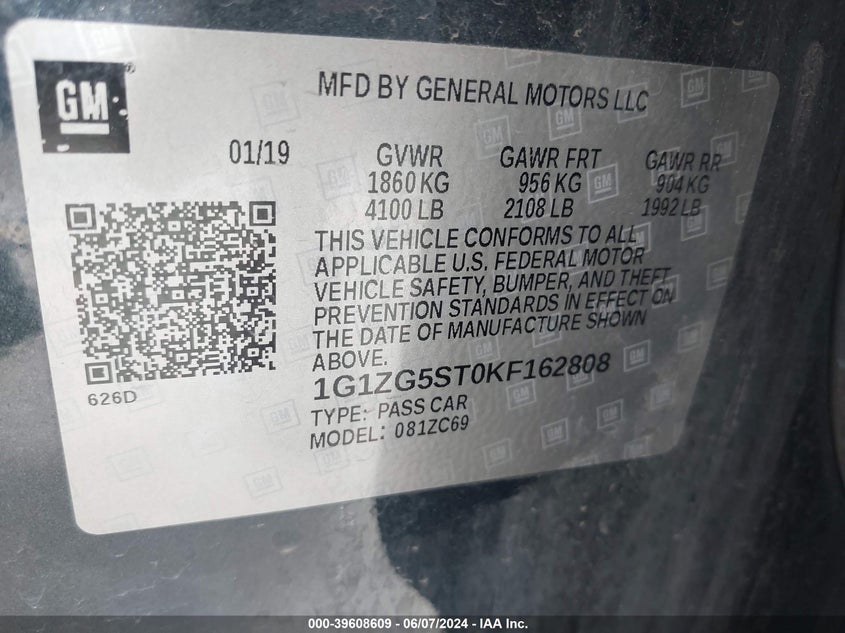 GM
MFD BY GENERAL MOTORS LLC
01/19 GVWR GAWR FRT GAWR RR
1860 KG 956 KG 904 KG
4100 LB 2108 LB 1992 LB
THIS VEHICLE CONFORMS TO ALL
APPLICABLE U.S. FEDERAL MOTOR
VEHICLE SAFETY, BUMPER, AND THEFT
PREVENTION STANDARDS IN EFFECT ON
THE DATE OF MANUFACTURE SHOWN
ABOVE.
1G1ZG5ST0KF162808
626D
TYPE: PASS CAR
MODEL: 081ZC69
000-39608609 - 06/07/2024 - IAA Inc.